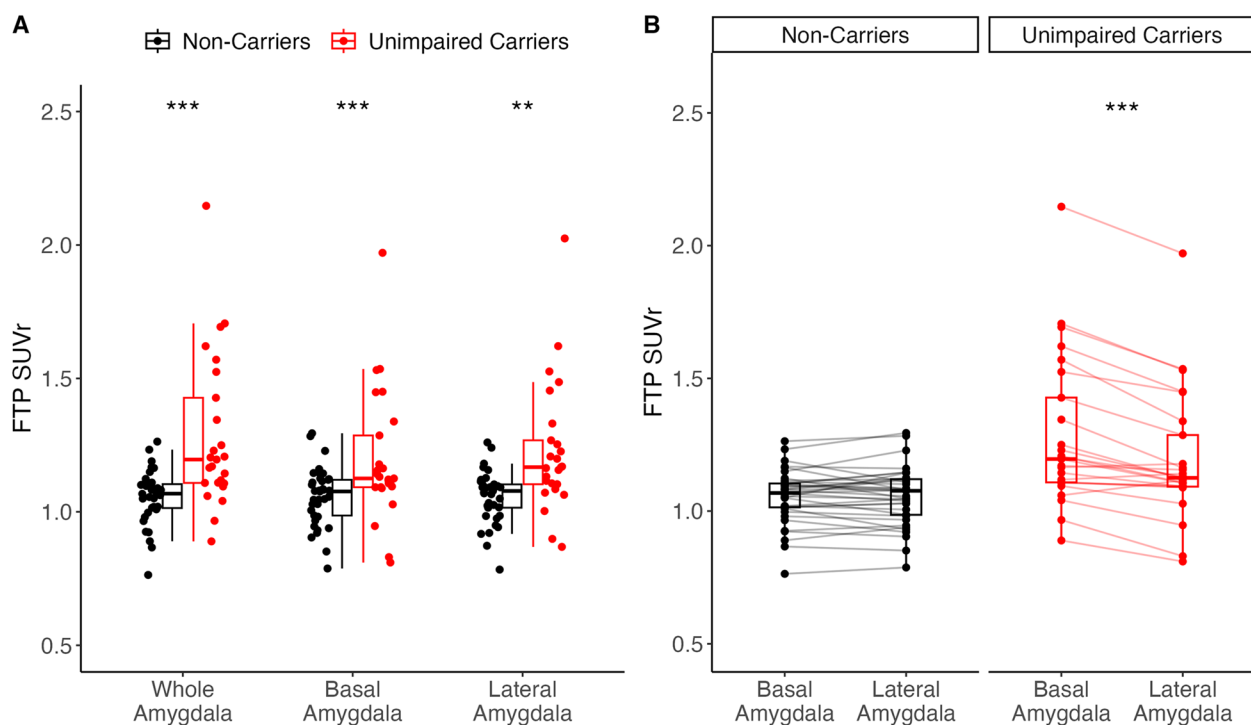 A
Non-Carriers
Unimpaired Carriers
FTP SUVr
2.5
2.0
1.5
1.0
0.5
***
***
**
Whole
Amygdala
Basal
Amygdala
Lateral
Amygdala
B
Non-Carriers
Unimpaired Carriers
FTP SUVr
2.5
2.0
1.5
1.0
0.5
***
Basal
Amygdala
Lateral
Amygdala
Basal
Amygdala
Lateral
Amygdala